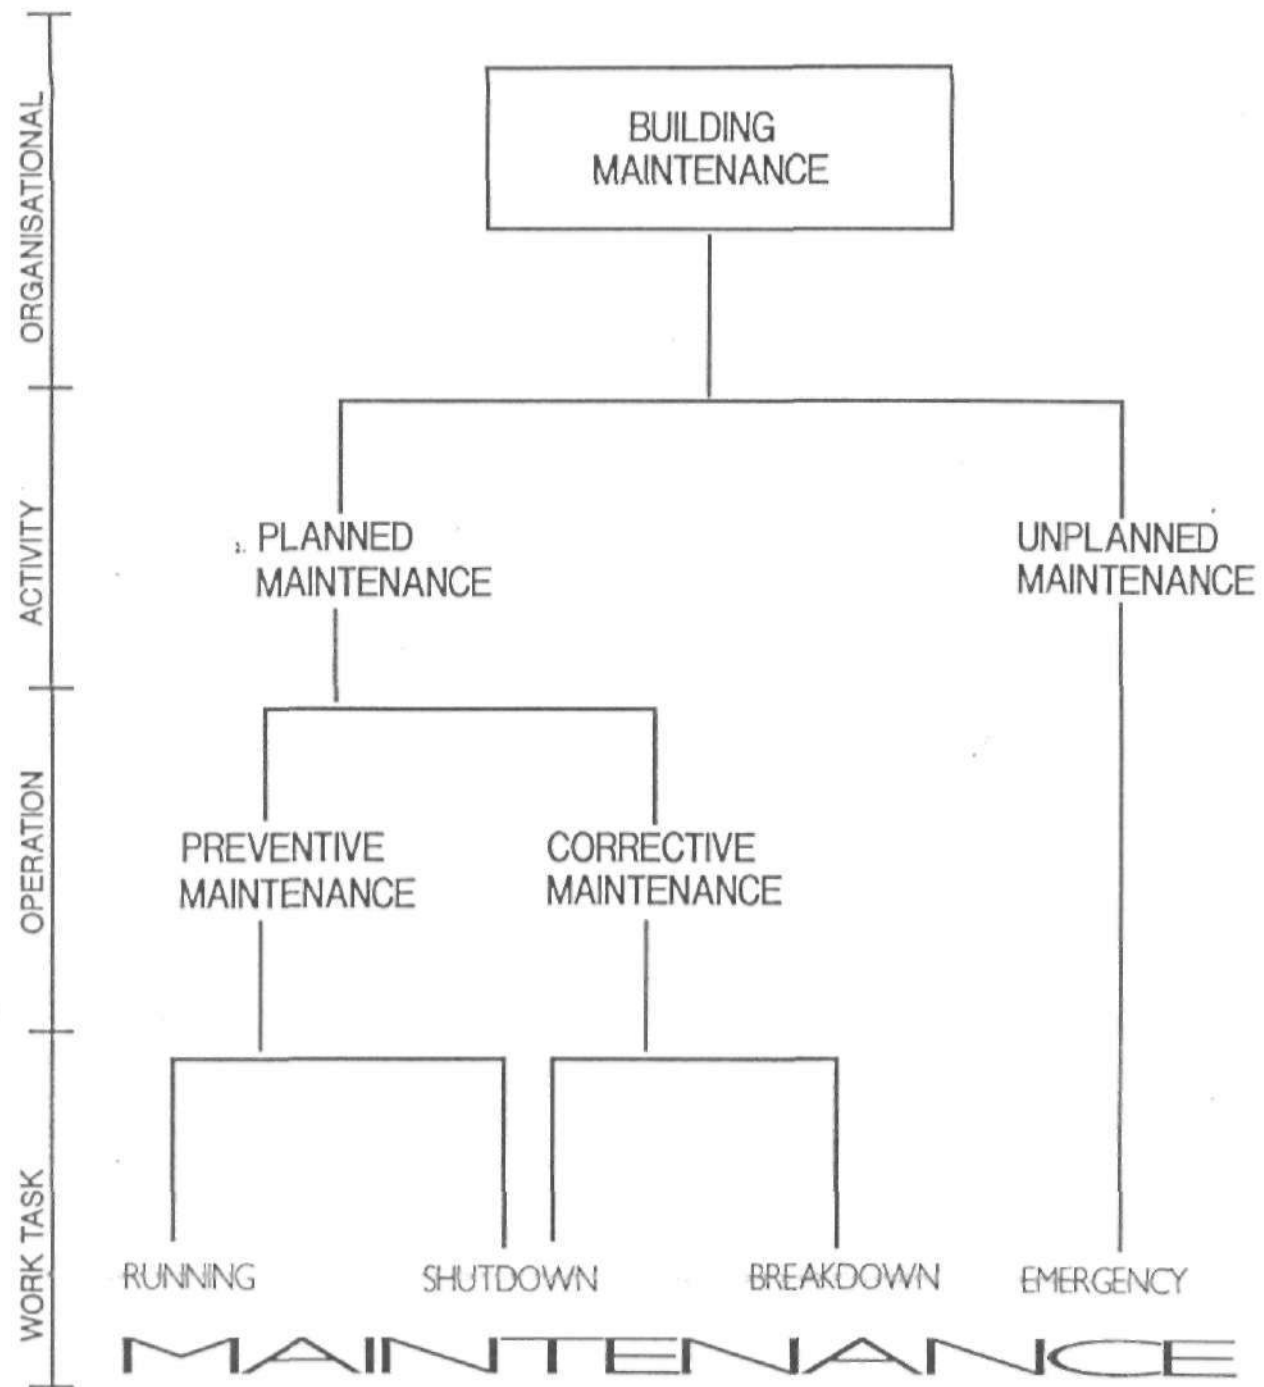 ORGANISATIONAL
BUILDING
MAINTENANCE
ACTIVITY
PLANNED
MAINTENANCE
UNPLANNED
MAINTENANCE
OPERATION
PREVENTIVE
MAINTENANCE
CORRECTIVE
MAINTENANCE
WORK TASK
RUNNING
SHUTDOWN
BREAKDOWN
EMERGENCY
MAINTENANCE